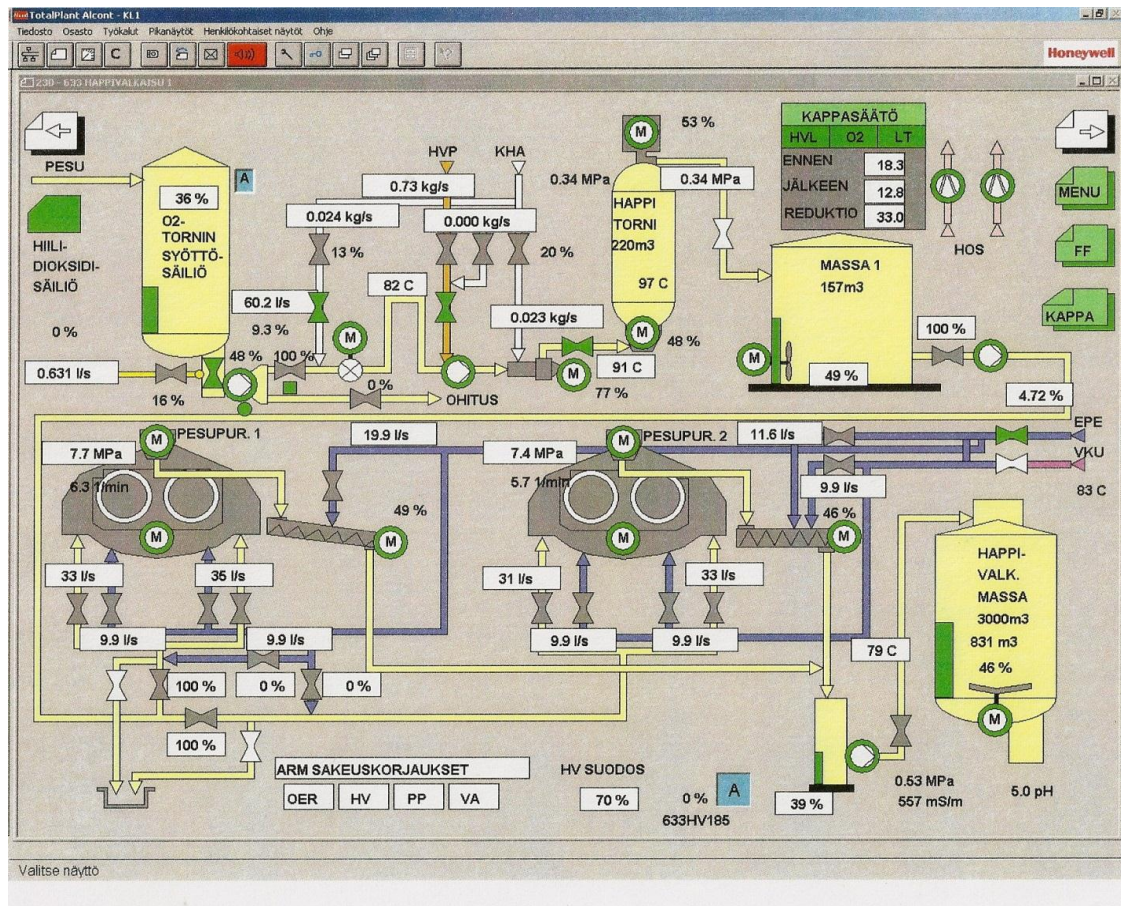 TotalPlant Alcont - KL1
Tiedosto Osasto Työkalut Pikanäytöt Henkilökohtaiset näytöt Ohje
C
Honeywell
230 - 633 HAPPIVALKAISU 1
PESU
36 %
A
O2-
TORNIN
SYÖTTÖ-
SÄILIÖ
HIILI-
DIOKSIDI-
SÄILIÖ
0 %
0.631 l/s
16 %
48 %
HVP
KHA
0.73 kg/s
0.024 kg/s
0.000 kg/s
13 %
20 %
60.2 l/s
9.3 %
100 %
82 C
M
0 %
OHITUS
0.023 kg/s
M
77 %
91 C
M
53 %
0.34 MPa
0.34 MPa
HAPPI
TORNI
220m3
97 C
M
48 %
KAPPASÄÄTÖ
HVL O2 LT
ENNEN 18.3
JÄLKEEN 12.8
REDUKTIO 33.0
HOS
MENU
FF
KAPPA
MASSA 1
157m3
M
49 %
100 %
4.72 %
PESUPUR. 1
M
7.7 MPa
6.3 1/min
M
19.9 l/s
49 %
M
33 l/s
35 l/s
9.9 l/s
9.9 l/s
100 %
0 %
0 %
100 %
PESUPUR. 2
M
7.4 MPa
5.7 1/min
M
11.6 l/s
9.9 l/s
46 %
M
31 l/s
33 l/s
9.9 l/s
9.9 l/s
EPE
VKU
83 C
79 C
HAPPI-
VALK.
MASSA
3000m3
831 m3
46 %
M
0.53 MPa
557 mS/m
5.0 pH
39 %
ARM SAKEUSKORJAUKSET
OER HV PP VA
HV SUODOS
70 %
0 %
A
633HV185
Valitse näyttö